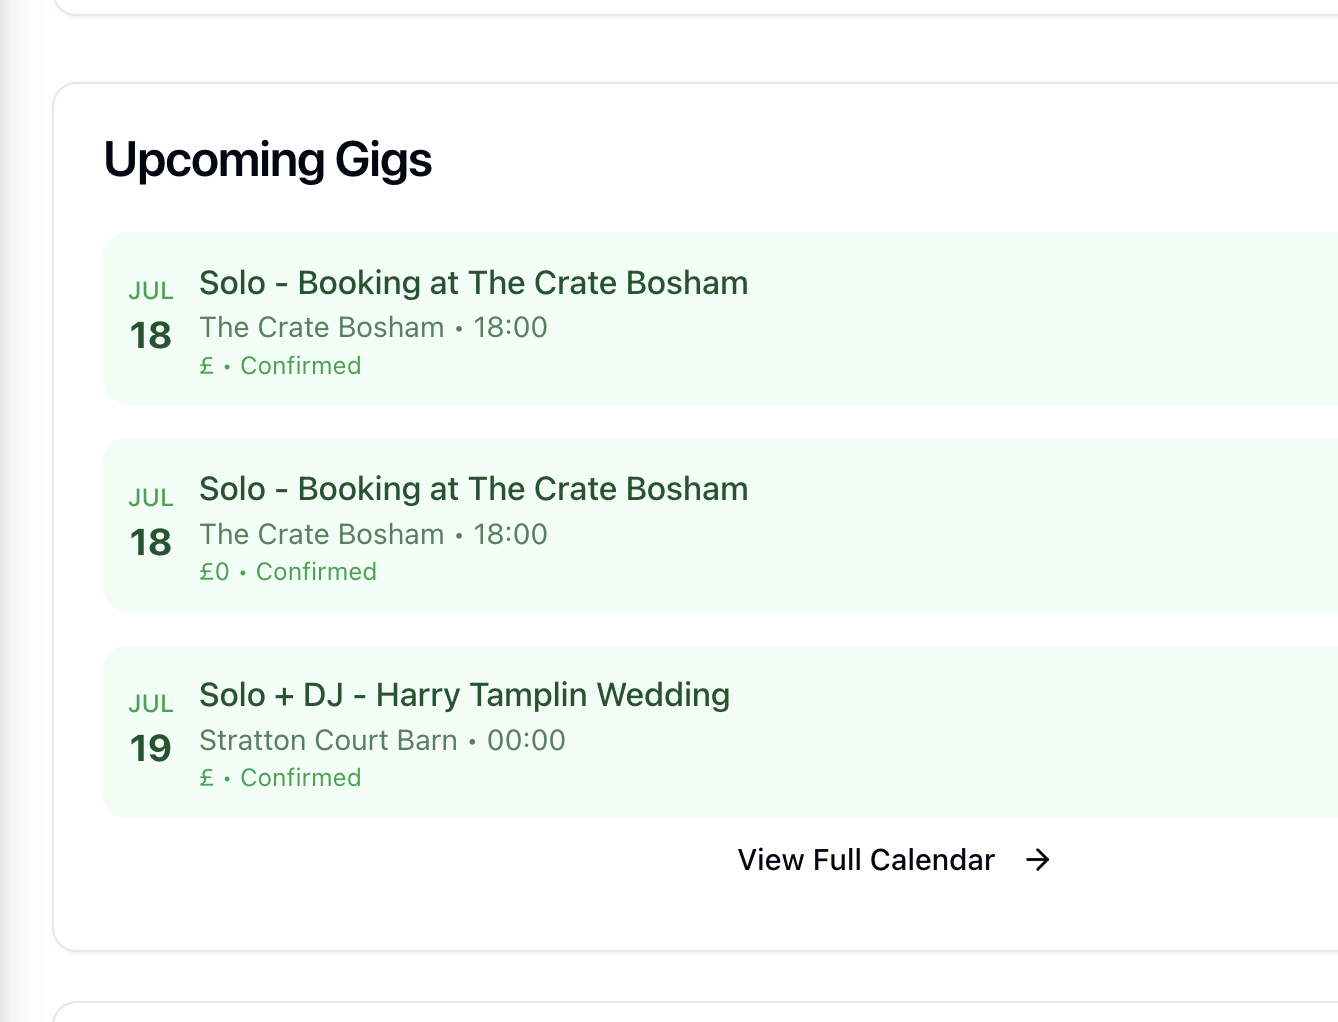 Upcoming Gigs
JUL
18
Solo - Booking at The Crate Bosham
The Crate Bosham • 18:00
£ • Confirmed
JUL
18
Solo - Booking at The Crate Bosham
The Crate Bosham • 18:00
£0 • Confirmed
JUL
19
Solo + DJ - Harry Tamplin Wedding
Stratton Court Barn • 00:00
£ • Confirmed
View Full Calendar →